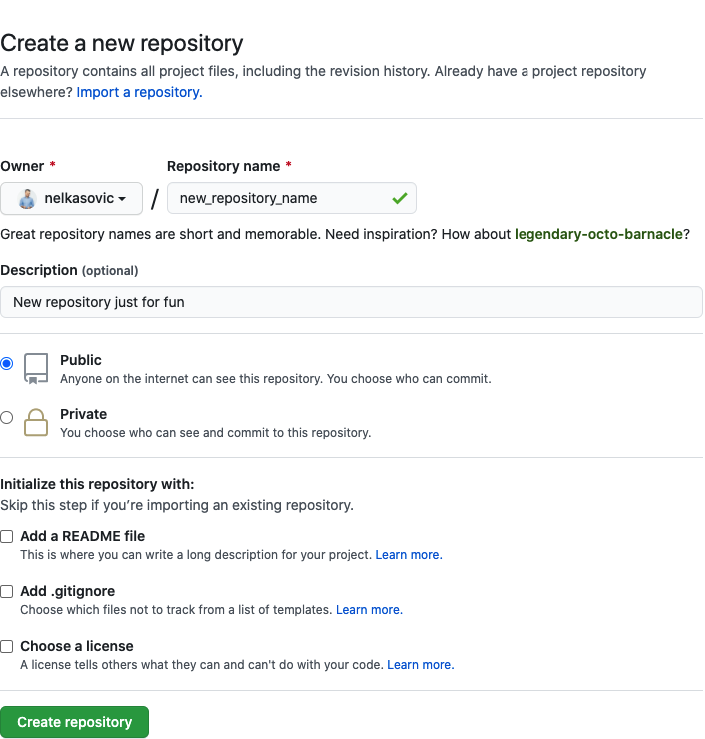 Create a new repository
A repository contains all project files, including the revision history. Already have a project repository
elsewhere? Import a repository.
Owner * Repository name *
nelkasovic / new_repository_name
Great repository names are short and memorable. Need inspiration? How about legendary-octo-barnacle?
Description (optional)
New repository just for fun
Public
Anyone on the internet can see this repository. You choose who can commit.
Private
You choose who can see and commit to this repository.
Initialize this repository with:
Skip this step if you’re importing an existing repository.
Add a README file
This is where you can write a long description for your project. Learn more.
Add .gitignore
Choose which files not to track from a list of templates. Learn more.
Choose a license
A license tells others what they can and can't do with your code. Learn more.
Create repository